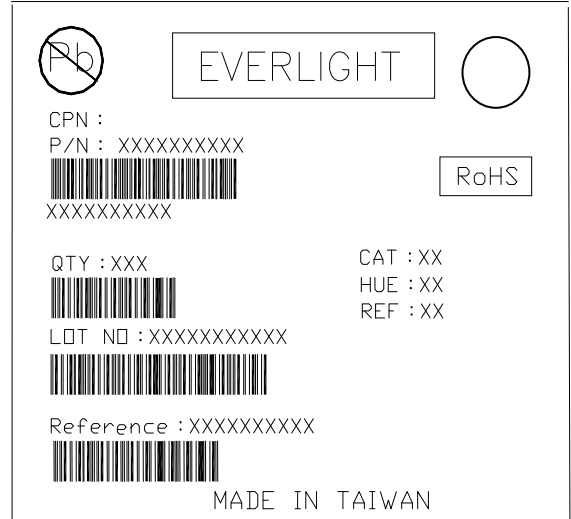 Pb
EVERLIGHT
CPN :
P/N : XXXXXXXXXX
RoHS
XXXXXXXXXX
QTY : XXX
CAT : XX
HUE : XX
REF : XX
LOT NO : XXXXXXXXXXX
Reference : XXXXXXXXXX
MADE IN TAIWAN